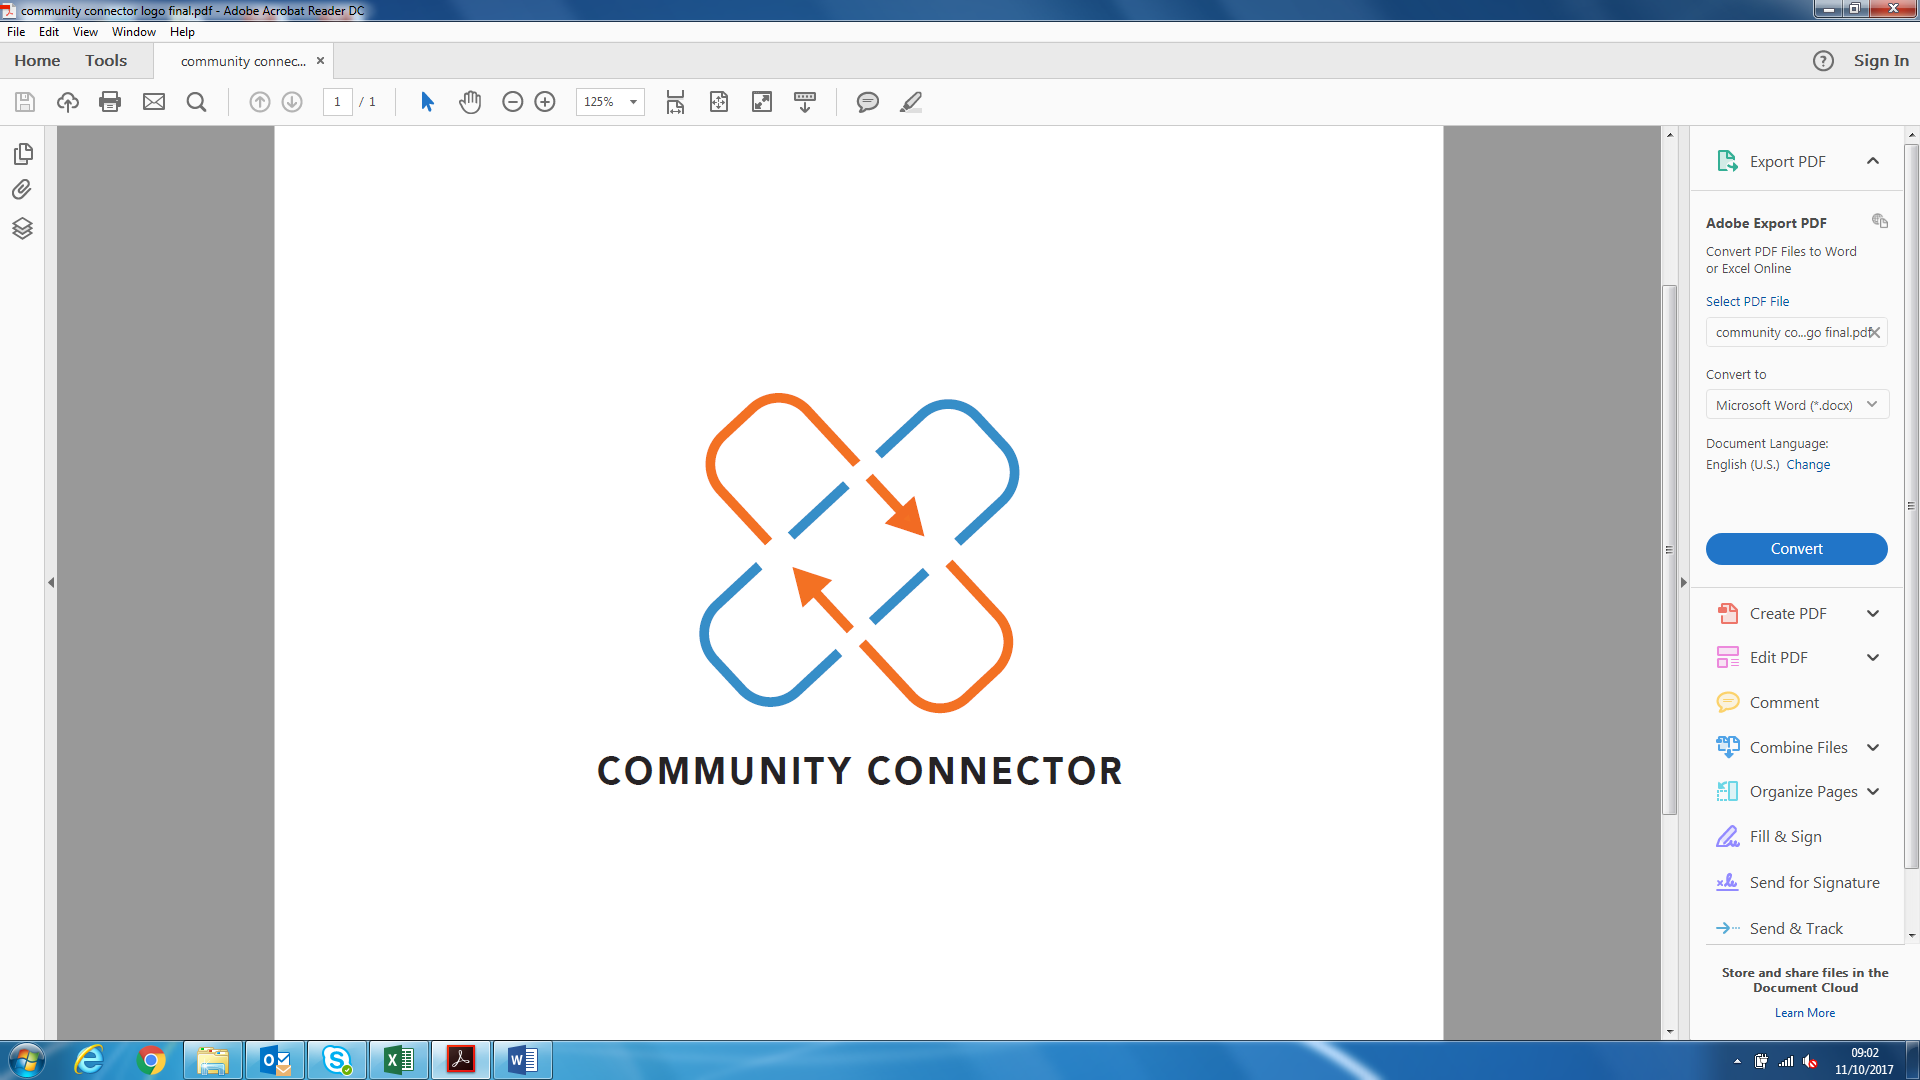 community connector logo final.pdf - Adobe Acrobat Reader DC
File Edit View Window Help
Home Tools community connec... Sign In
1 / 1 125%
Export PDF
Adobe Export PDF
Convert PDF Files to Word
or Excel Online
Select PDF File
community co...go final.pdf
Convert to
Microsoft Word (*.docx)
Document Language:
English (U.S.) Change
Convert
Create PDF
Edit PDF
Comment
Combine Files
Organize Pages
Fill & Sign
Send for Signature
Send & Track
Store and share files in the
Document Cloud
Learn More
COMMUNITY CONNECTOR
09:02
11/10/2017